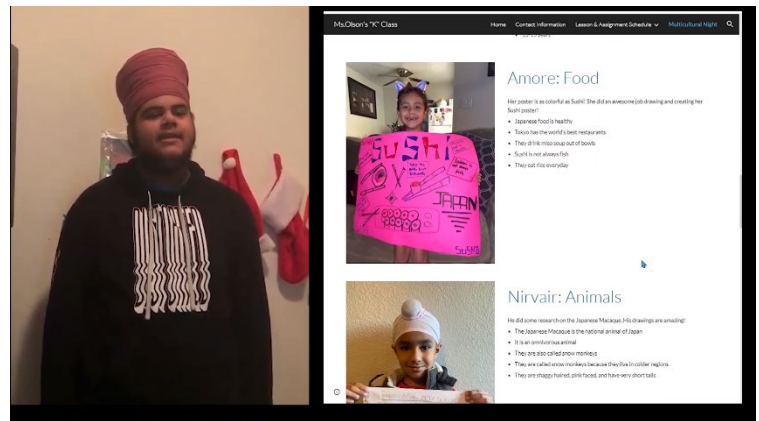 Ms.Olson's "K" Class
Home Contact Information Lesson & Assignment Schedule Multicultural Night
Amore: Food
Her poster is as colorful as Sushi! She did an awesome job drawing and creating her
Sushi poster!
Japanese food is healthy
Tokyo has the world's best restaurants
They drink miso soup out of bowls
Sushi is not always fish
They eat rice everyday
SUSHI
JAPAN
SUSHI
Nirvair: Animals
He did some research on the Japanese Macaque. His drawings are amazing!
The Japanese Macaque is the national animal of Japan
It is an omnivorous animal
They are also called snow monkeys
They are called snow monkeys because they live in colder regions
They are shaggy haired, pink faced, and have very short tails